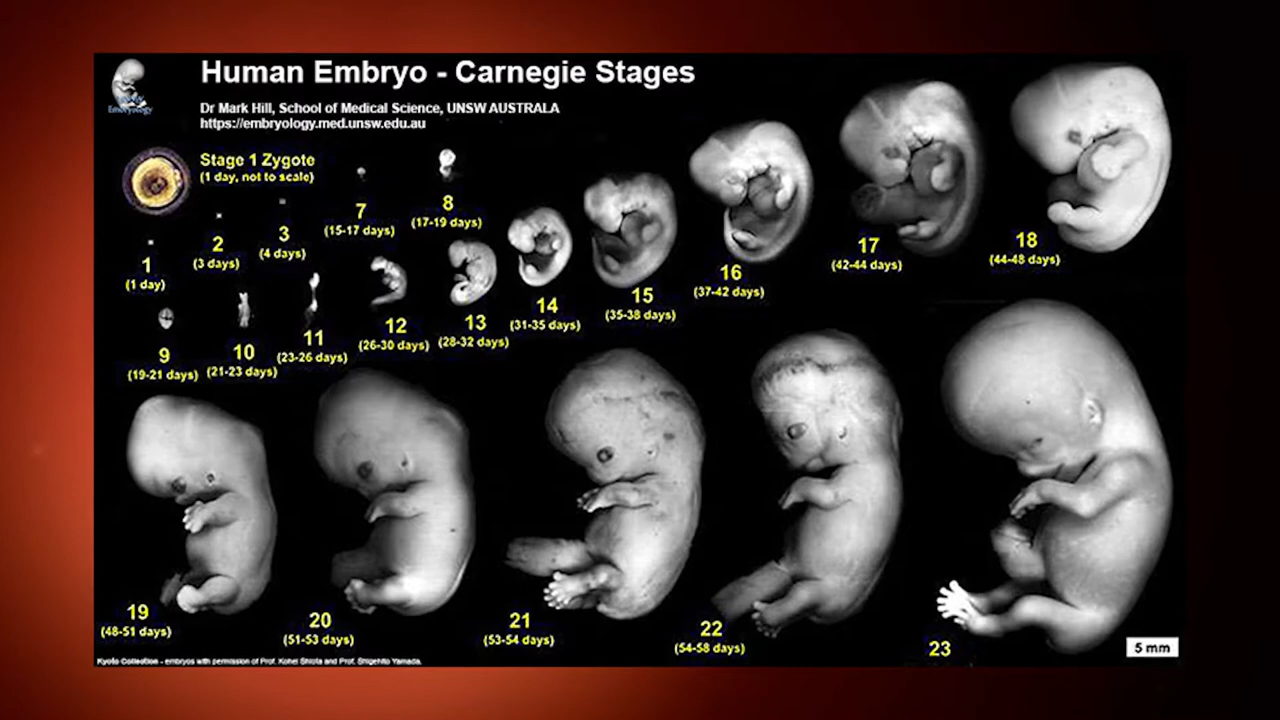 Human Embryo - Carnegie Stages
Dr Mark Hill, School of Medical Science, UNSW AUSTRALA
https://embryology.med.unsw.edu.au
Embryology
Stage 1 Zygote
(1 day, not to scale)
1
(1 day)
2
(3 days)
3
(4 days)
7
(15-17 days)
8
(17-19 days)
9
(19-21 days)
10
(21-23 days)
11
(23-26 days)
12
(26-30 days)
13
(28-32 days)
14
(31-35 days)
15
(35-38 days)
16
(37-42 days)
17
(42-44 days)
18
(44-48 days)
19
(48-51 days)
20
(51-53 days)
21
(53-54 days)
22
(54-58 days)
23
5 mm
Kyoto Collection - embryos with permission of Prof. Kohei Shiota and Prof. Shigehito Yamada.